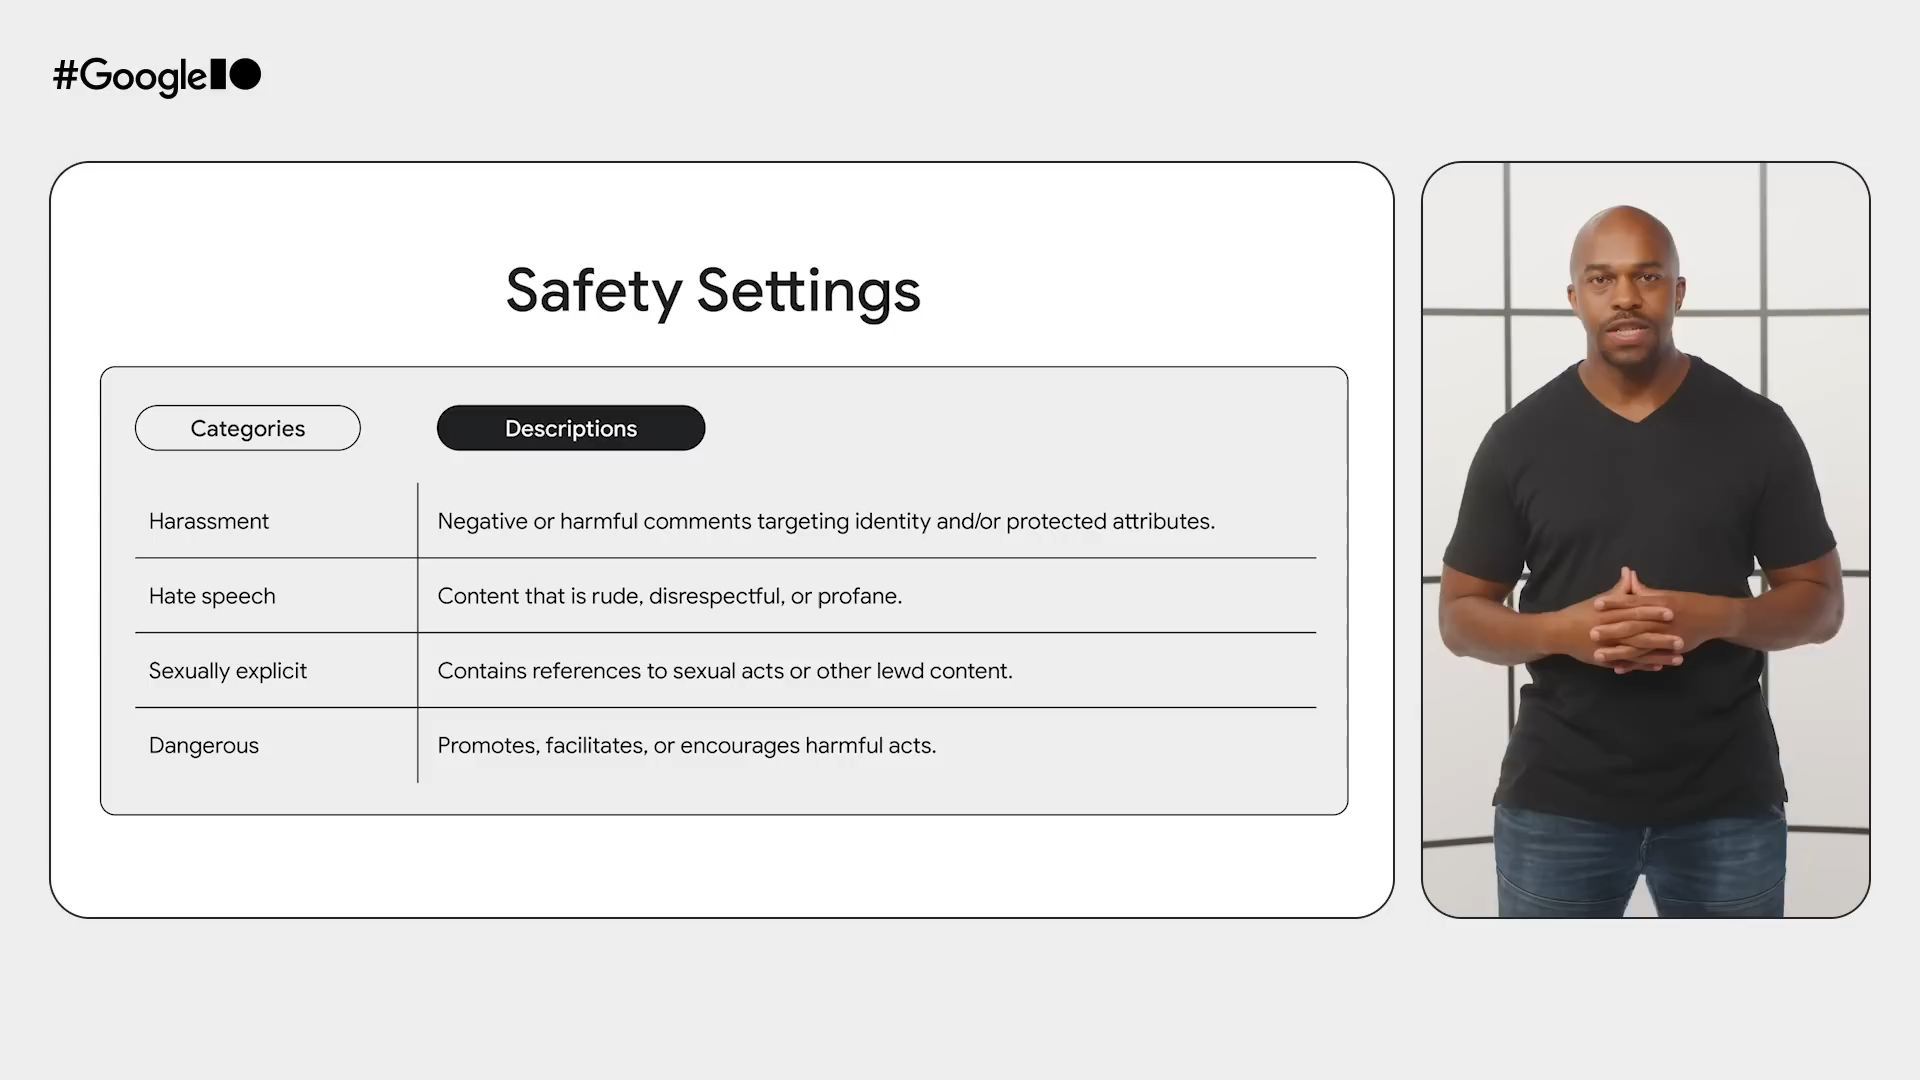 #GoogleIO
Safety Settings
Categories Descriptions
Harassment Negative or harmful comments targeting identity and/or protected attributes.
Hate speech Content that is rude, disrespectful, or profane.
Sexually explicit Contains references to sexual acts or other lewd content.
Dangerous Promotes, facilitates, or encourages harmful acts.